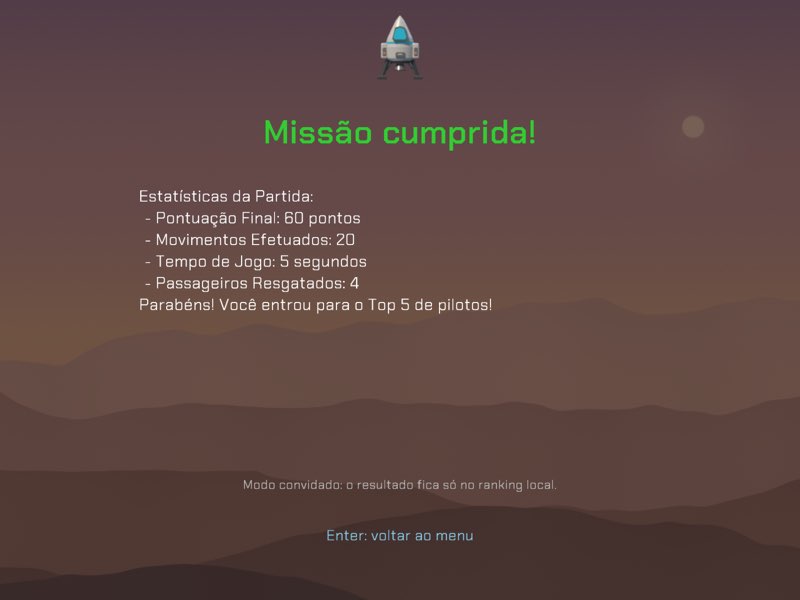 Missão cumprida!
Estatísticas da Partida:
- Pontuação Final: 60 pontos
- Movimentos Efetuados: 20
- Tempo de Jogo: 5 segundos
- Passageiros Resgatados: 4
Parabéns! Você entrou para o Top 5 de pilotos!
Modo convidado: o resultado fica só no ranking local.
Enter: voltar ao menu